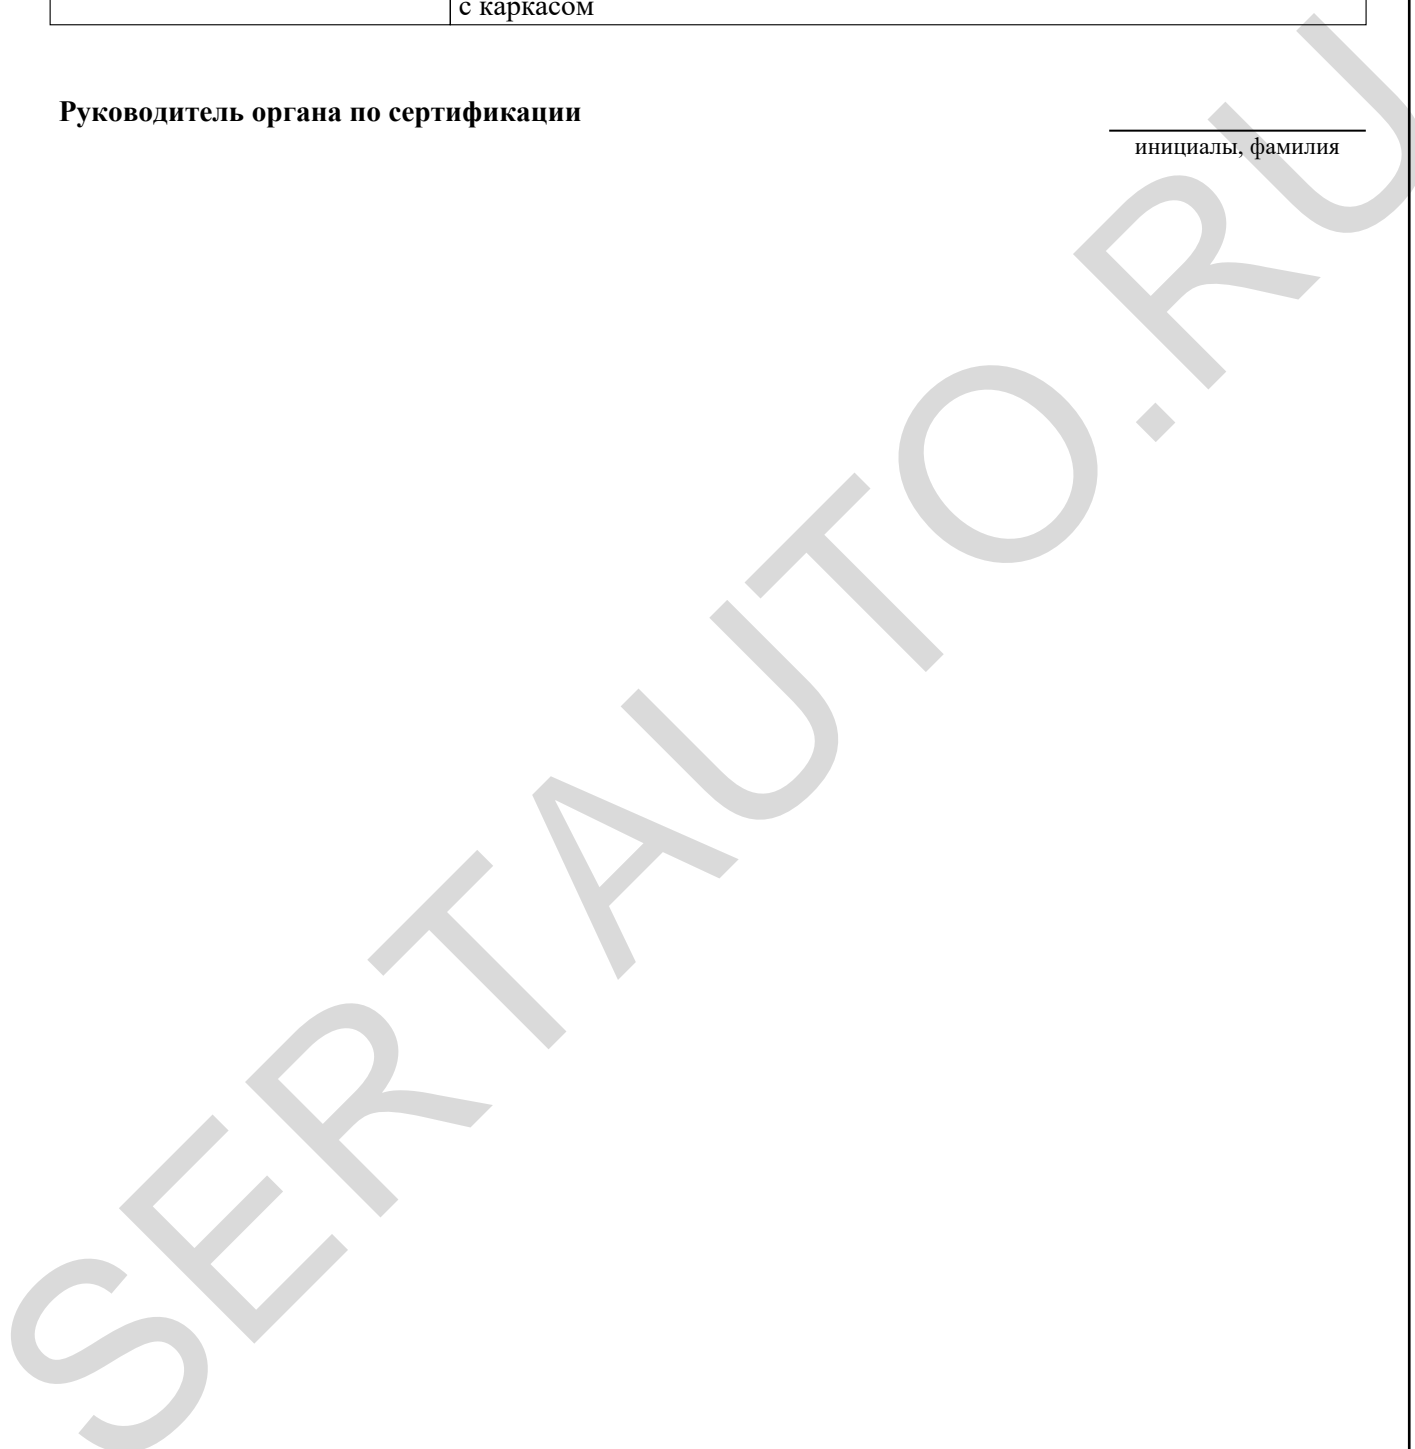 с каркасом
Руководитель органа по сертификации
инициалы, фамилия
SERTAUTO.RU